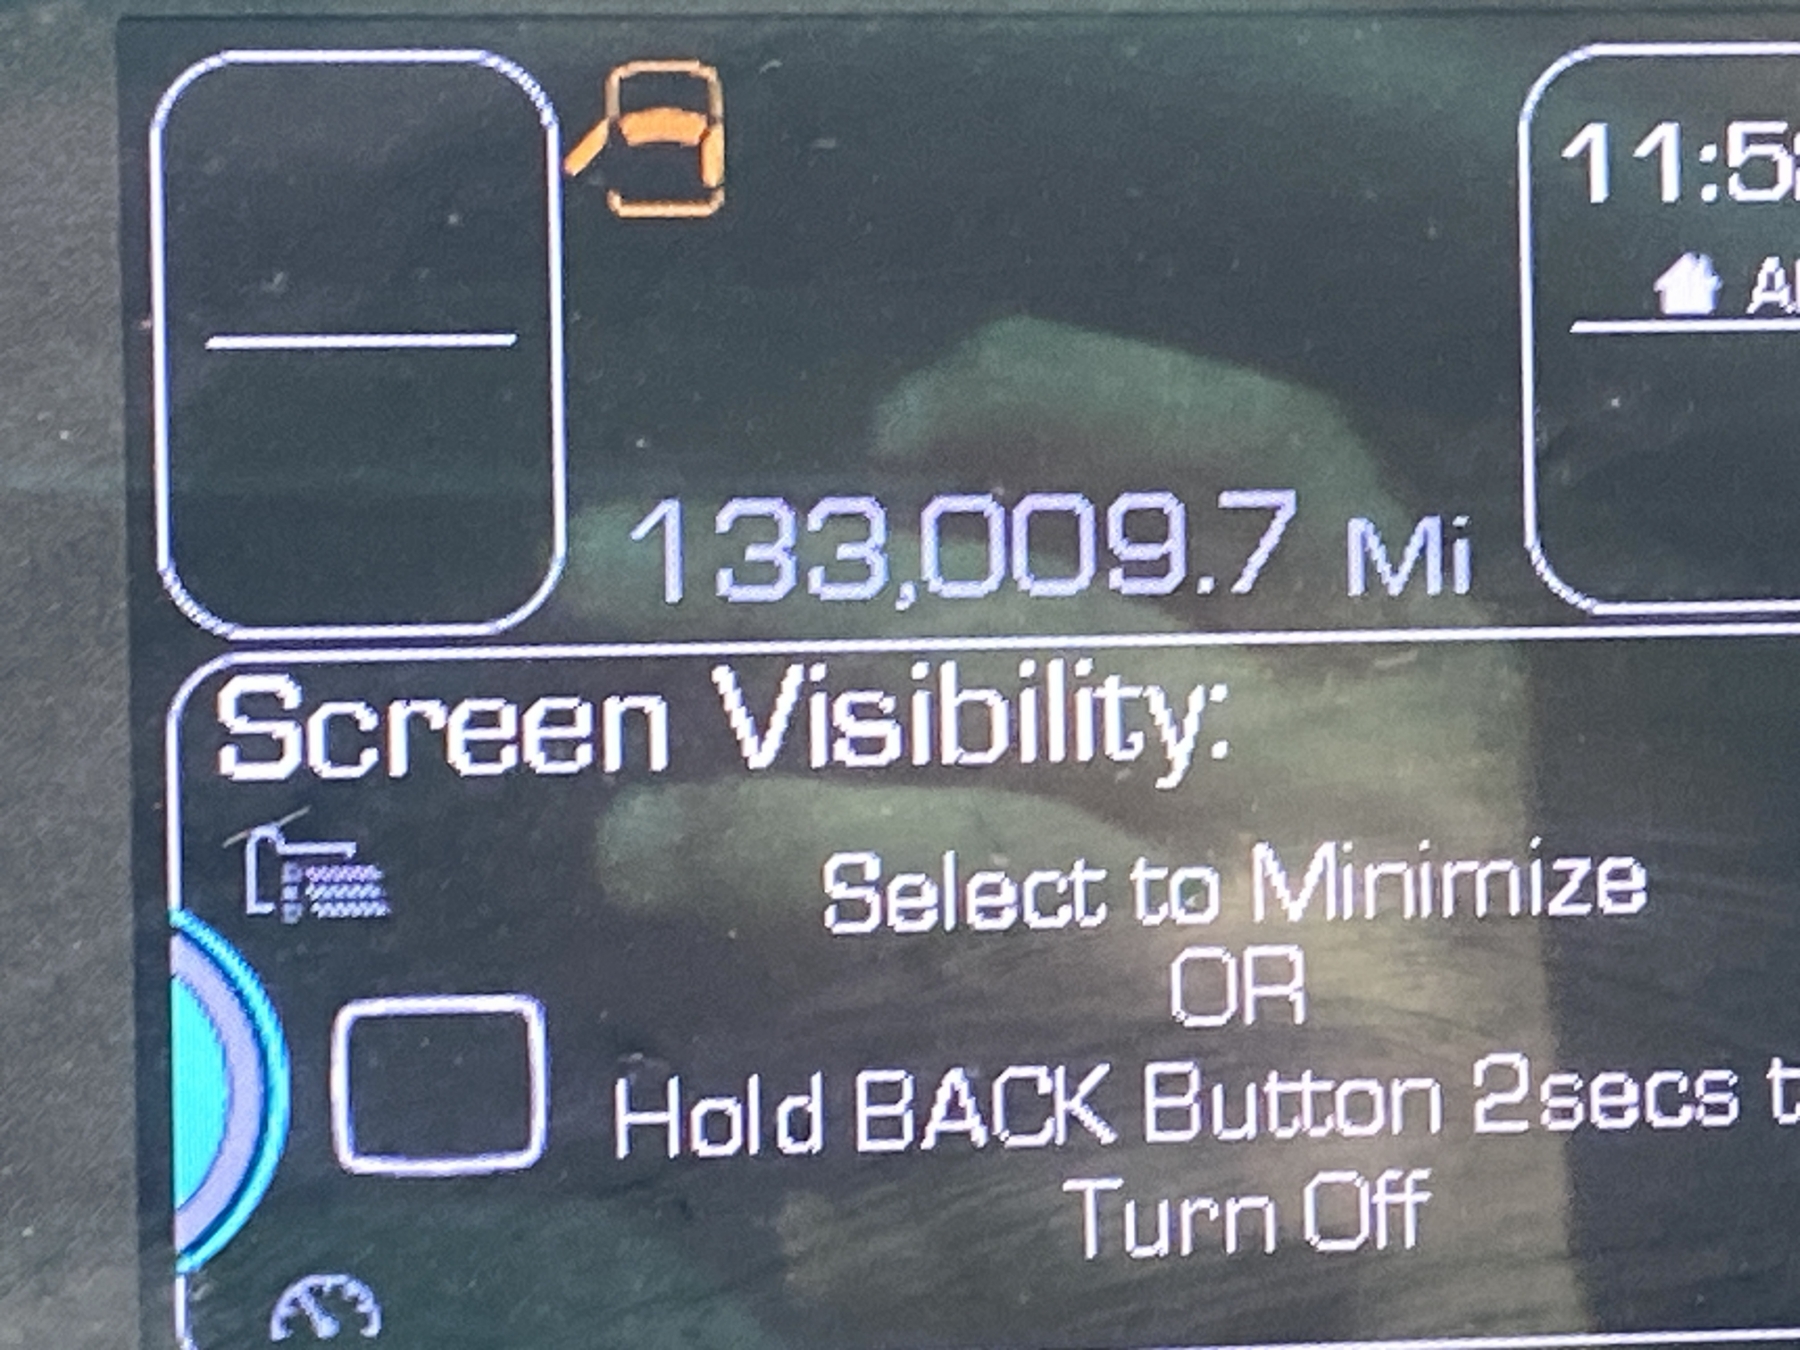 133,009.7 Mi
Screen Visibility:
Select to Minimize
OR
Hold BACK Button 2secs
Turn Off